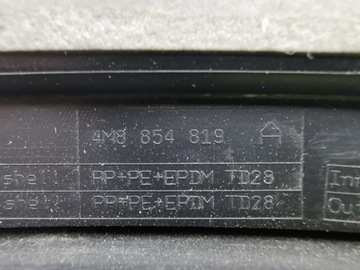 4M8 854 819 A
shell PP+PE+EPDM TD28 Inn
shell PP+PE+EPDM TD28 Out